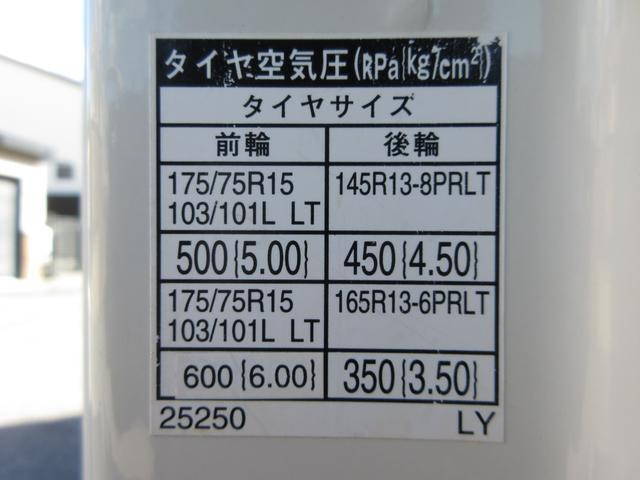 タイヤ空気圧(kPa{kg/cm²})
タイヤサイズ
前輪 後輪
175/75R15 145R13-8PRLT
103/101L LT
500{5.00} 450{4.50}
175/75R15 165R13-6PRLT
103/101L LT
600{6.00} 350{3.50}
25250 LY